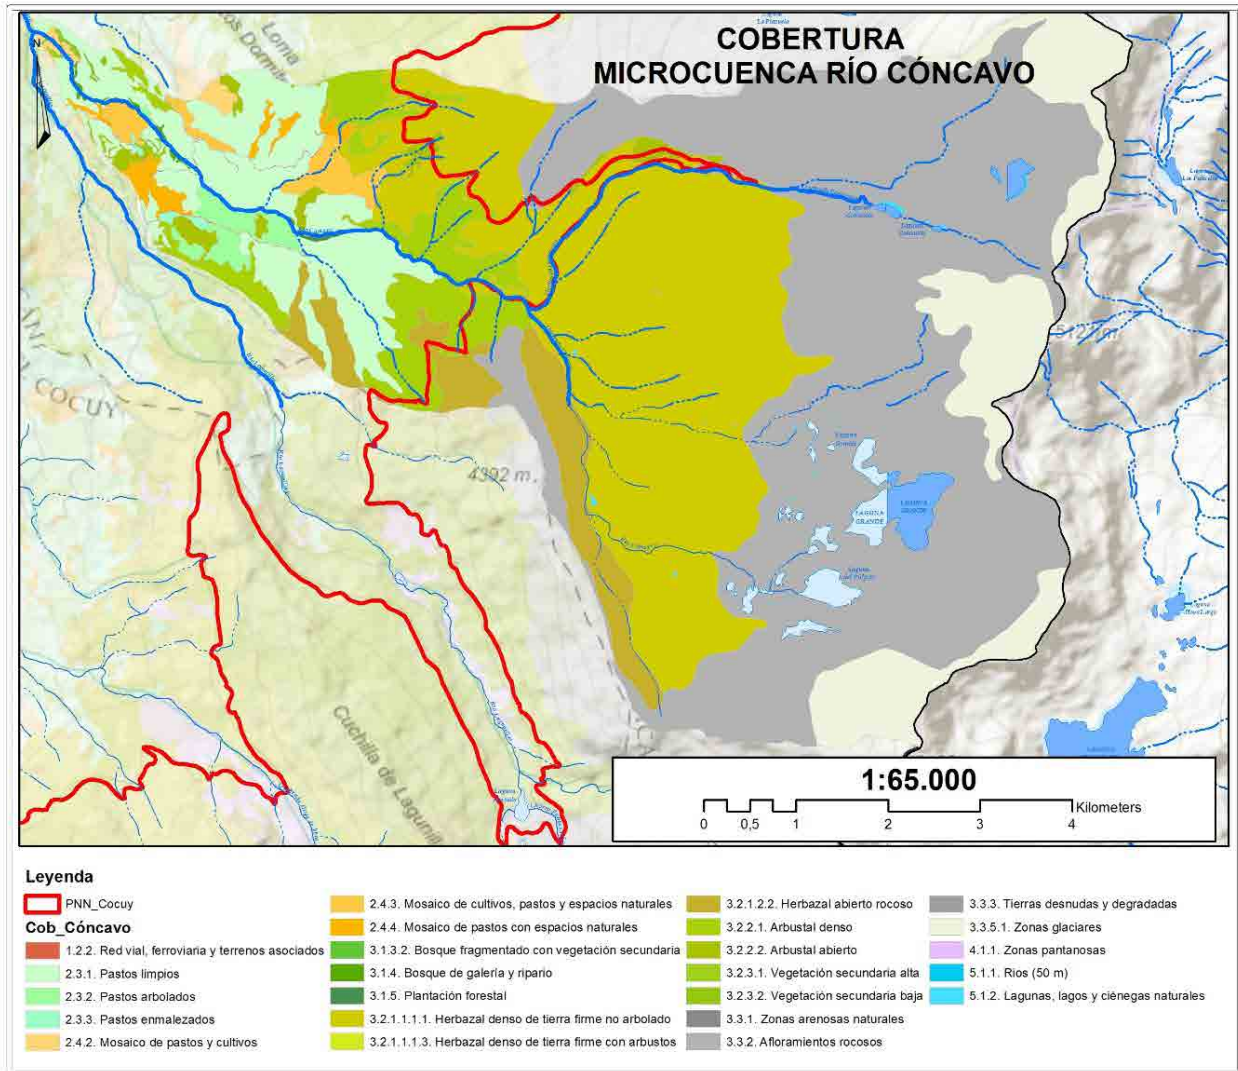 COBERTURA
MICROCUENCA RÍO CÓNCAVO
N
Loma
5127 m
COCUY
4392 m.
LAGUNA
GRANDE
LAGUNA
GRANDE
Cuchilla de Lagunill
1:65.000
Kilometers
0 0,5 1 2 3 4
Leyenda
PNN_Cocuy
Cob_Cóncavo
1.2.2. Red vial, ferroviaria y terrenos asociados
2.3.1. Pastos limpios
2.3.2. Pastos arbolados
2.3.3. Pastos enmalezados
2.4.2. Mosaico de pastos y cultivos
2.4.3. Mosaico de cultivos, pastos y espacios naturales
2.4.4. Mosaico de pastos con espacios naturales
3.1.3.2. Bosque fragmentado con vegetación secundaria
3.1.4. Bosque de galería y ripario
3.1.5. Plantación forestal
3.2.1.1.1.1. Herbazal denso de tierra firme no arbolado
3.2.1.1.1.3. Herbazal denso de tierra firme con arbustos
3.2.1.2.2. Herbazal abierto rocoso
3.2.2.1. Arbustal denso
3.2.2.2. Arbustal abierto
3.2.3.1. Vegetación secundaria alta
3.2.3.2. Vegetación secundaria baja
3.3.1. Zonas arenosas naturales
3.3.2. Afloramientos rocosos
3.3.3. Tierras desnudas y degradadas
3.3.5.1. Zonas glaciares
4.1.1. Zonas pantanosas
5.1.1. Rios (50 m)
5.1.2. Lagunas, lagos y ciénegas naturales